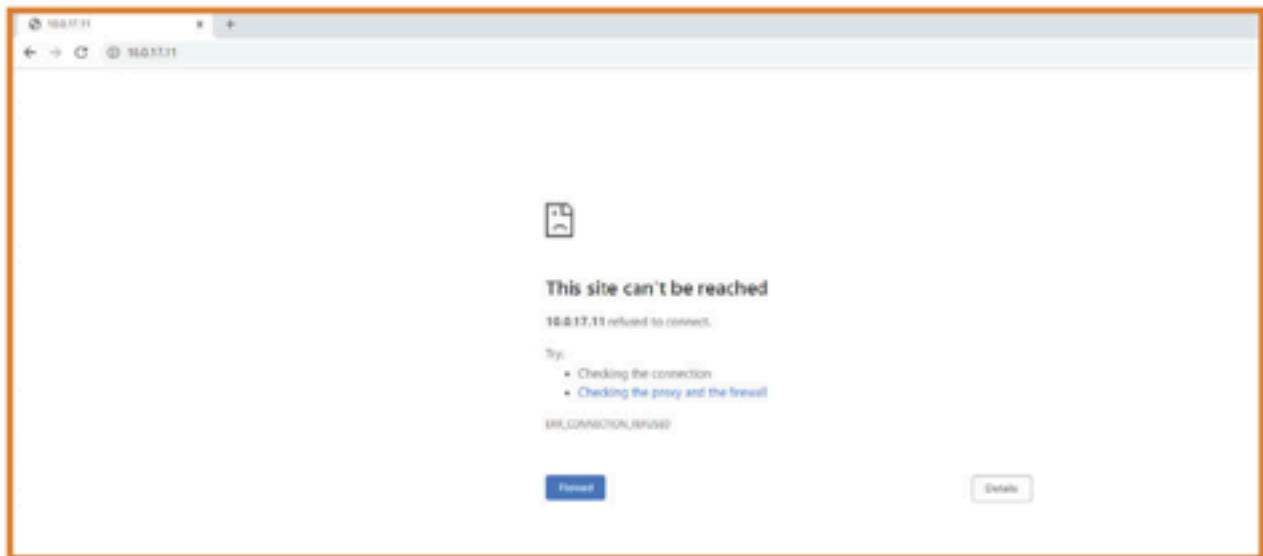 10.0.17.11
10.0.17.11
This site can't be reached
10.0.17.11 refused to connect.
Try:
Checking the connection
Checking the proxy and the firewall
ERR_CONNECTION_REFUSED
Reload
Details